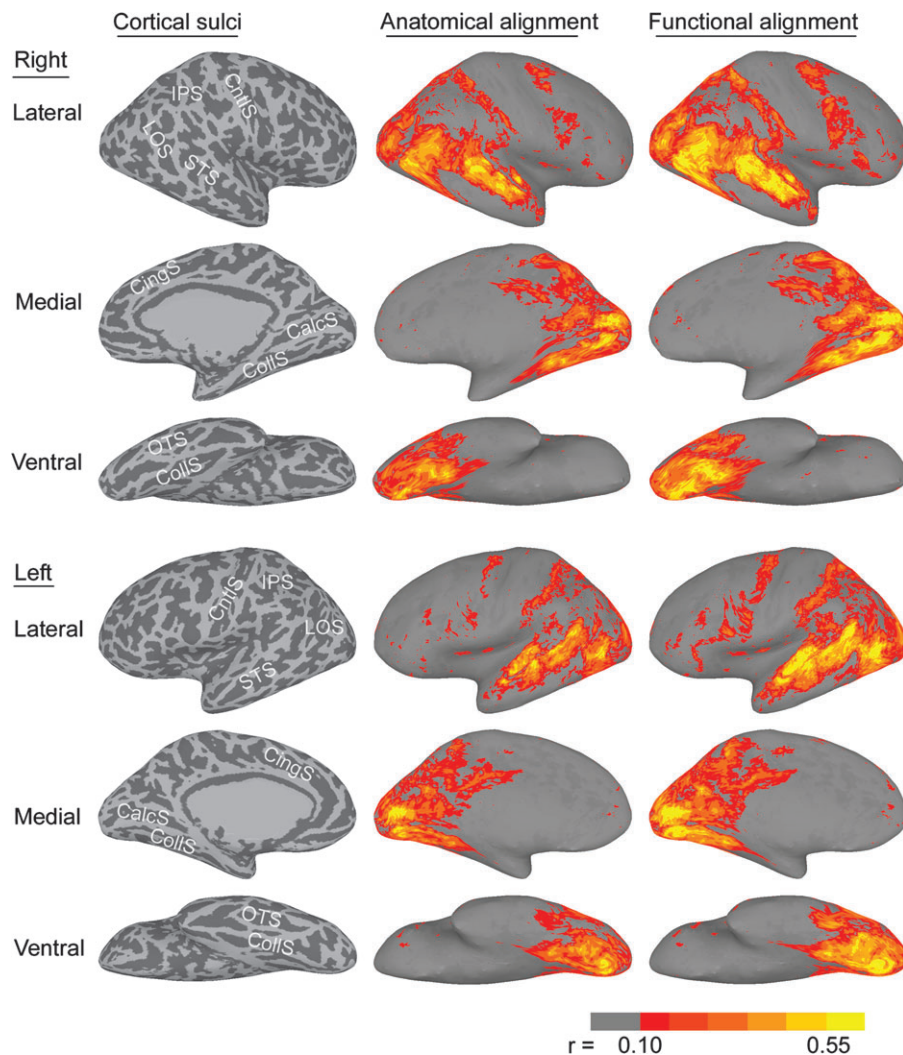 Cortical sulci Anatomical alignment Functional alignment
Right
Lateral
IPS CntlS
LOS STS
Medial
CingS
CalcS
CollS
Ventral
OTS
CollS
Left
Lateral
CntlS IPS
LOS
STS
Medial
CingS
CalcS
CollS
Ventral
OTS
CollS
r = 0.10 0.55